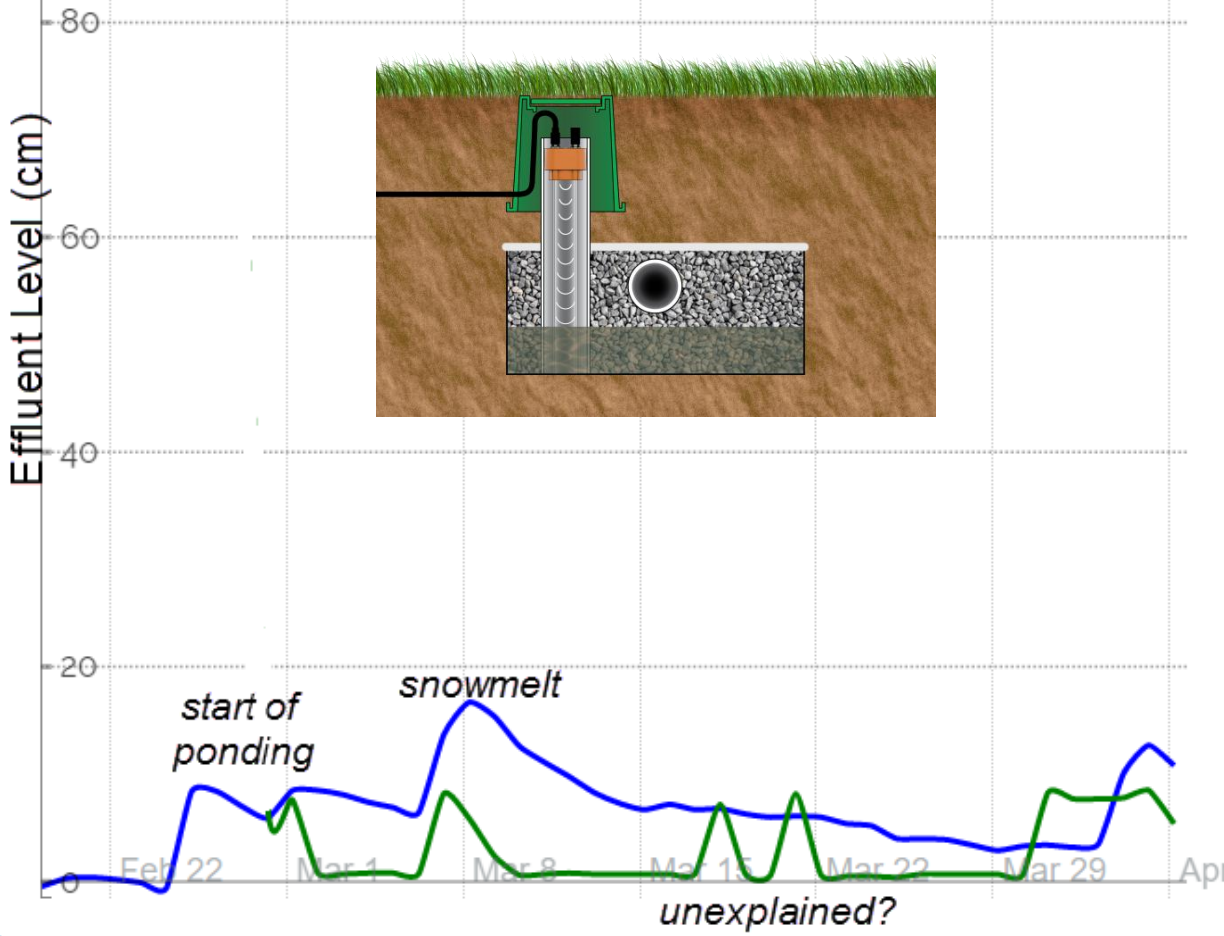 80
60
40
20
0
Effluent Level (cm)
start of
ponding
snowmelt
Feb 22
Mar 1
Mar 8
Mar 15
Mar 22
Mar 29
Apr
unexplained?